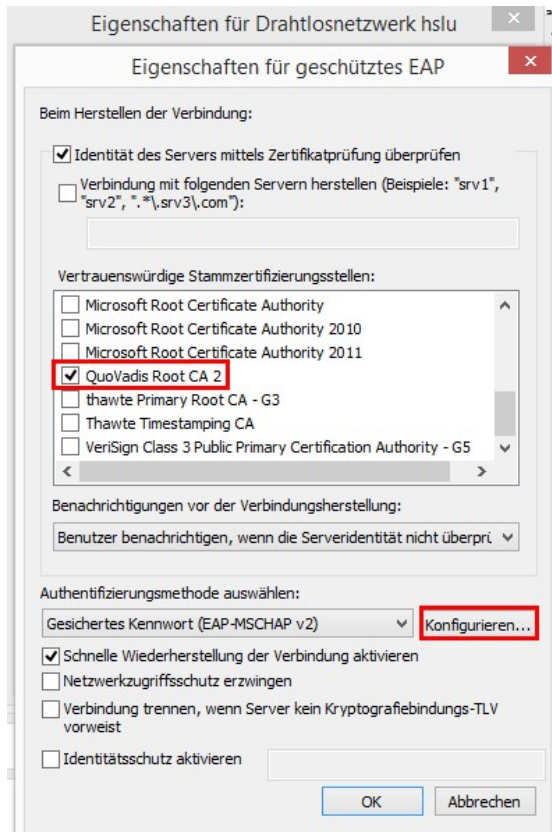 Eigenschaften für Drahtlosnetzwerk hslu
Eigenschaften für geschütztes EAP
Beim Herstellen der Verbindung:
Identität des Servers mittels Zertifikatprüfung überprüfen
Verbindung mit folgenden Servern herstellen (Beispiele: "srv1",
"srv2", ".*\.srv3\.com"):
Vertrauenswürdige Stammzertifizierungsstellen:
Microsoft Root Certificate Authority
Microsoft Root Certificate Authority 2010
Microsoft Root Certificate Authority 2011
QuoVadis Root CA 2
thawte Primary Root CA - G3
Thawte Timestamping CA
VeriSign Class 3 Public Primary Certification Authority - G5
Benachrichtigungen vor der Verbindungsherstellung:
Benutzer benachrichtigen, wenn die Serveridentität nicht
Authentifizierungsmethode auswählen:
Gesichertes Kennwort (EAP-MSCHAP v2) Konfigurieren...
Schnelle Wiederherstellung der Verbindung aktivieren
Netzwerkzugriffsschutz erzwingen
Verbindung trennen, wenn Server kein Kryptografiebindungs-TLV
vorweist
Identitätsschutz aktivieren
OK Abbrechen